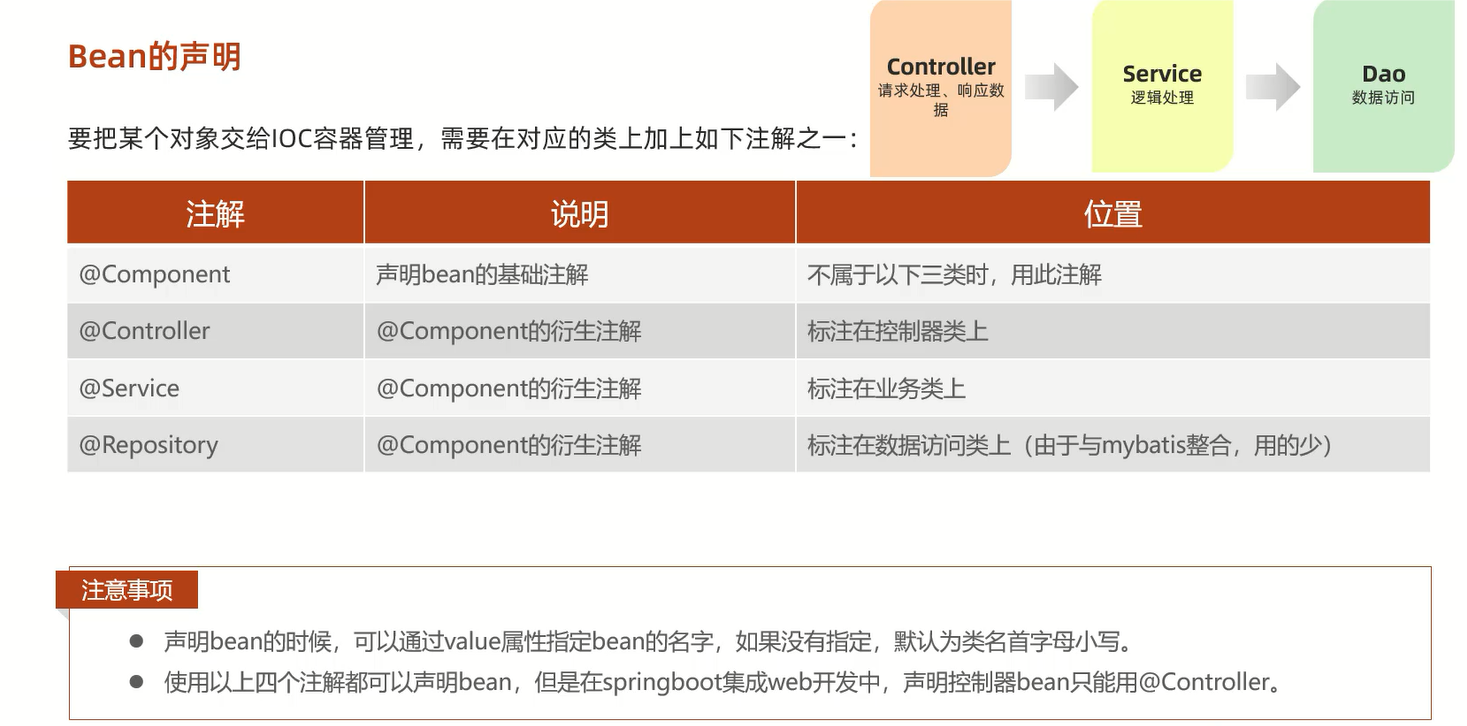 Bean的声明
Controller
请求处理、响应数
据
Service
逻辑处理
Dao
数据访问
要把某个对象交给IOC容器管理，需要在对应的类上加上如下注解之一：
注解 说明 位置
@Component 声明bean的基础注解 不属于以下三类时，用此注解
@Controller @Component的衍生注解 标注在控制器类上
@Service @Component的衍生注解 标注在业务类上
@Repository @Component的衍生注解 标注在数据访问类上（由于与mybatis整合，用的少）
注意事项
● 声明bean的时候，可以通过value属性指定bean的名字，如果没有指定，默认为类名首字母小写。
● 使用以上四个注解都可以声明bean，但是在springboot集成web开发中，声明控制器bean只能用@Controller。